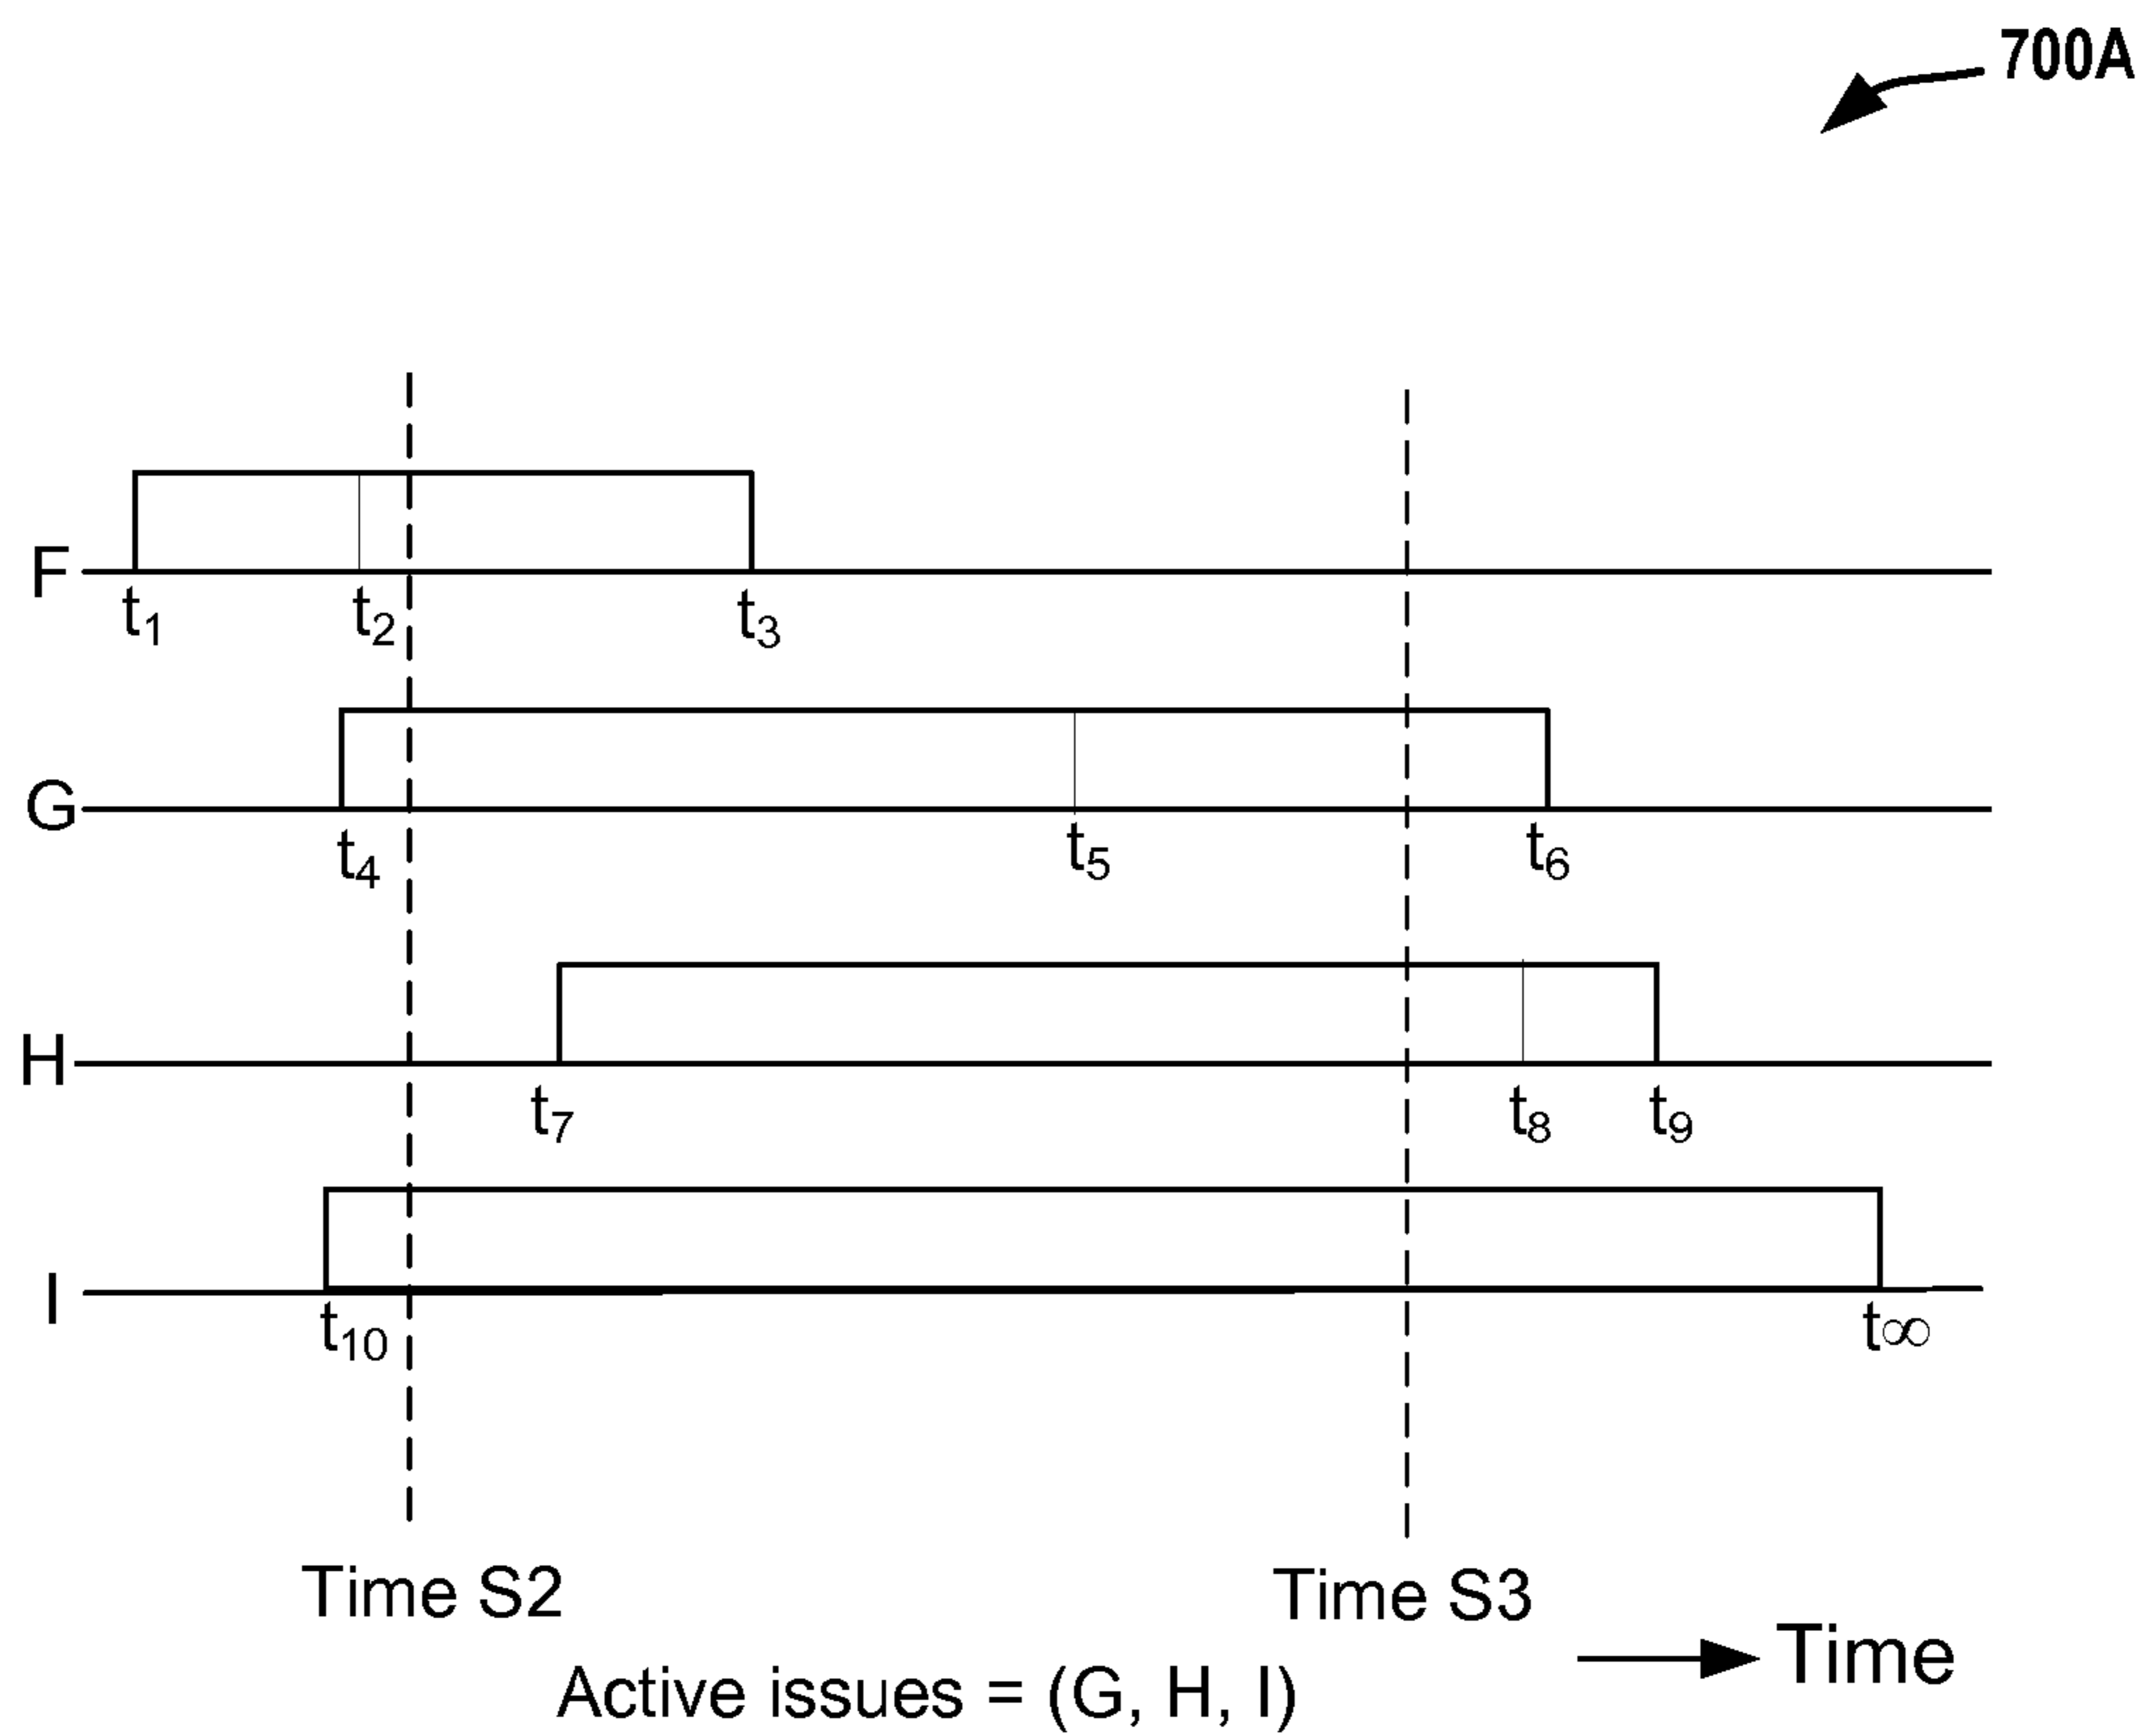 700A
F
t1 t2 t3
G
t4 t5 t6
H
t7 t8 t9
I
t10 t∞
Time S2 Time S3
Time
Active issues = (G, H, I)